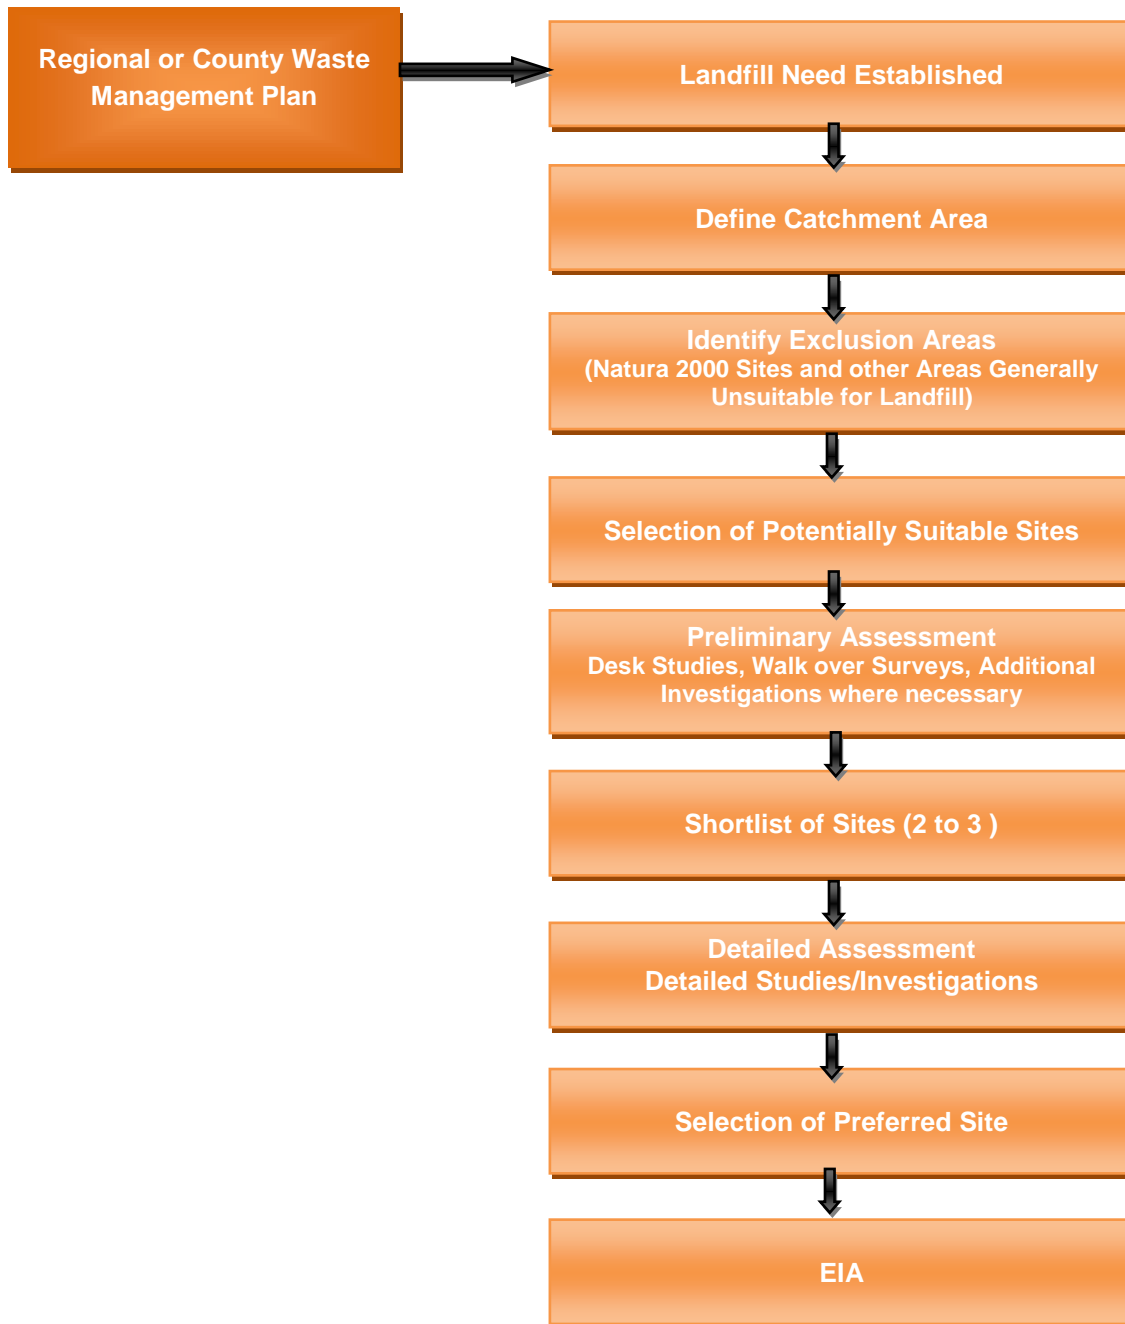 Regional or County Waste
Management Plan
Landfill Need Established
Define Catchment Area
Identify Exclusion Areas
(Natura 2000 Sites and other Areas Generally
Unsuitable for Landfill)
Selection of Potentially Suitable Sites
Preliminary Assessment
Desk Studies, Walk over Surveys, Additional
Investigations where necessary
Shortlist of Sites (2 to 3 )
Detailed Assessment
Detailed Studies/Investigations
Selection of Preferred Site
EIA